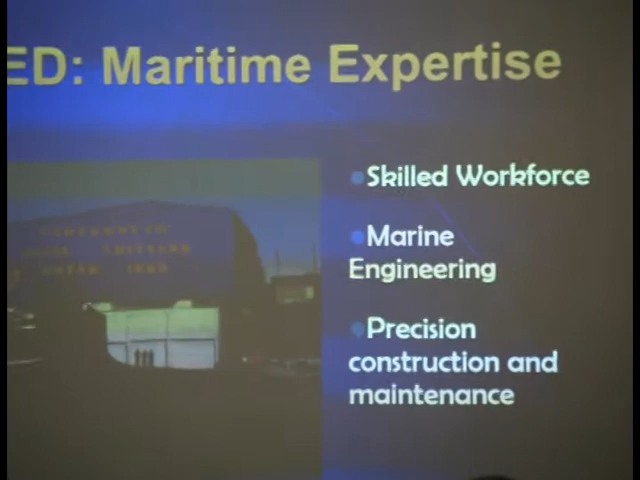 ED: Maritime Expertise
Skilled Workforce
Marine
Engineering
Precision
construction and
maintenance